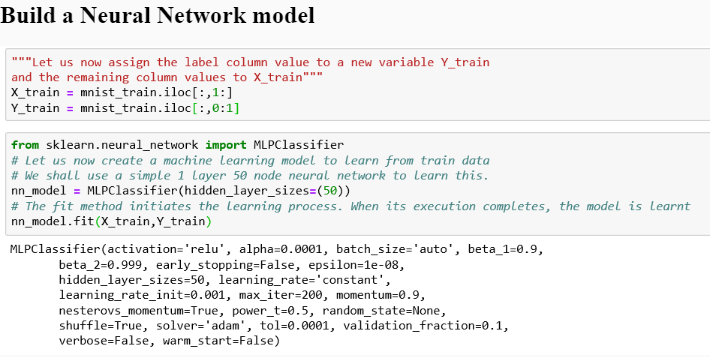 Build a Neural Network model
"""Let us now assign the label column value to a new variable Y_train
and the remaining column values to X_train"""
X_train = mnist_train.iloc[:,1:]
Y_train = mnist_train.iloc[:,0:1]
from sklearn.neural_network import MLPClassifier
# Let us now create a machine learning model to learn from train data
# We shall use a simple 1 layer 50 node neural network to learn this.
nn_model = MLPClassifier(hidden_layer_sizes=(50))
# The fit method initiates the learning process. When its execution completes, the model is learnt
nn_model.fit(X_train,Y_train)
MLPClassifier(activation='relu', alpha=0.0001, batch_size='auto', beta_1=0.9,
beta_2=0.999, early_stopping=False, epsilon=1e-08,
hidden_layer_sizes=50, learning_rate='constant',
learning_rate_init=0.001, max_iter=200, momentum=0.9,
nesterovs_momentum=True, power_t=0.5, random_state=None,
shuffle=True, solver='adam', tol=0.0001, validation_fraction=0.1,
verbose=False, warm_start=False)